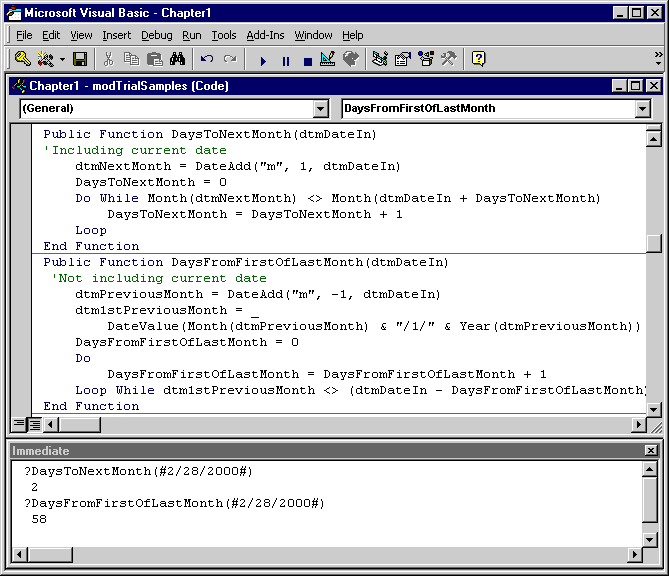 Microsoft Visual Basic - Chapter1
File Edit View Insert Debug Run Tools Add-Ins Window Help
Chapter1 - modTrialSamples (Code)
(General) DaysFromFirstOfLastMonth
Public Function DaysToNextMonth(dtmDateIn)
'Including current date
dtmNextMonth = DateAdd("m", 1, dtmDateIn)
DaysToNextMonth = 0
Do While Month(dtmNextMonth) <> Month(dtmDateIn + DaysToNextMonth)
DaysToNextMonth = DaysToNextMonth + 1
Loop
End Function
Public Function DaysFromFirstOfLastMonth(dtmDateIn)
'Not including current date
dtmPreviousMonth = DateAdd("m", -1, dtmDateIn)
dtm1stPreviousMonth = _
DateValue(Month(dtmPreviousMonth) & "/1/" & Year(dtmPreviousMonth))
DaysFromFirstOfLastMonth = 0
Do
DaysFromFirstOfLastMonth = DaysFromFirstOfLastMonth + 1
Loop While dtm1stPreviousMonth <> (dtmDateIn - DaysFromFirstOfLastMonth)
End Function
Immediate
?DaysToNextMonth(#2/28/2000#)
2
?DaysFromFirstOfLastMonth(#2/28/2000#)
58